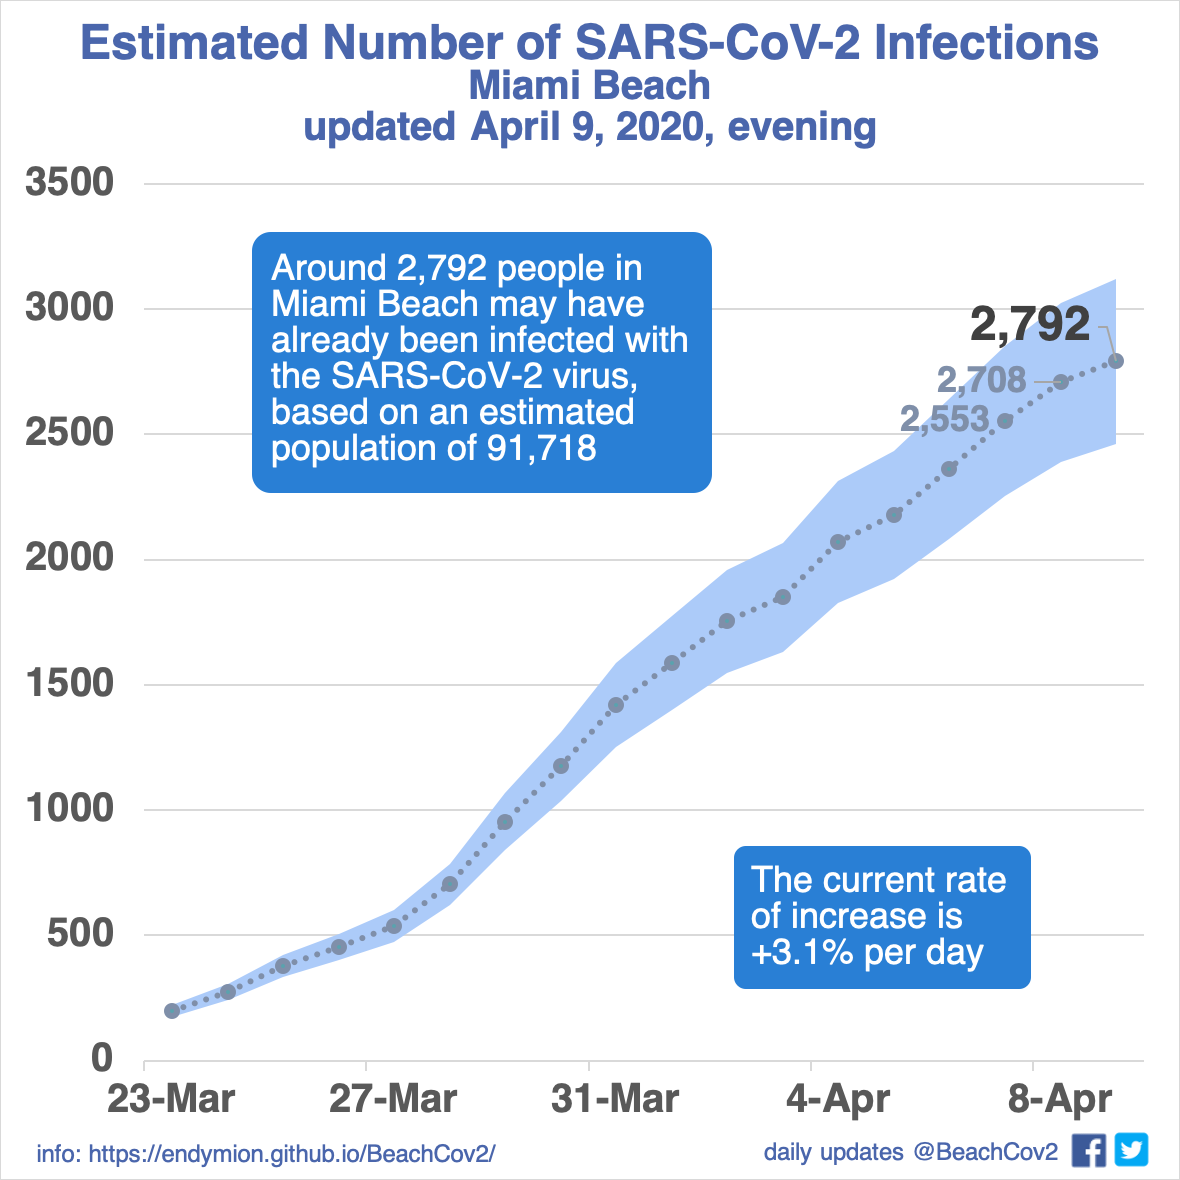 Estimated Number of SARS-CoV-2 Infections
Miami Beach
updated April 9, 2020, evening
3500
3000
2500
2000
1500
1000
500
0
Around 2,792 people in
Miami Beach may have
already been infected with
the SARS-CoV-2 virus,
based on an estimated
population of 91,718
2,792
2,708
2,553
The current rate
of increase is
+3.1% per day
23-Mar
27-Mar
31-Mar
4-Apr
8-Apr
info: https://endymion.github.io/BeachCov2/
daily updates @BeachCov2